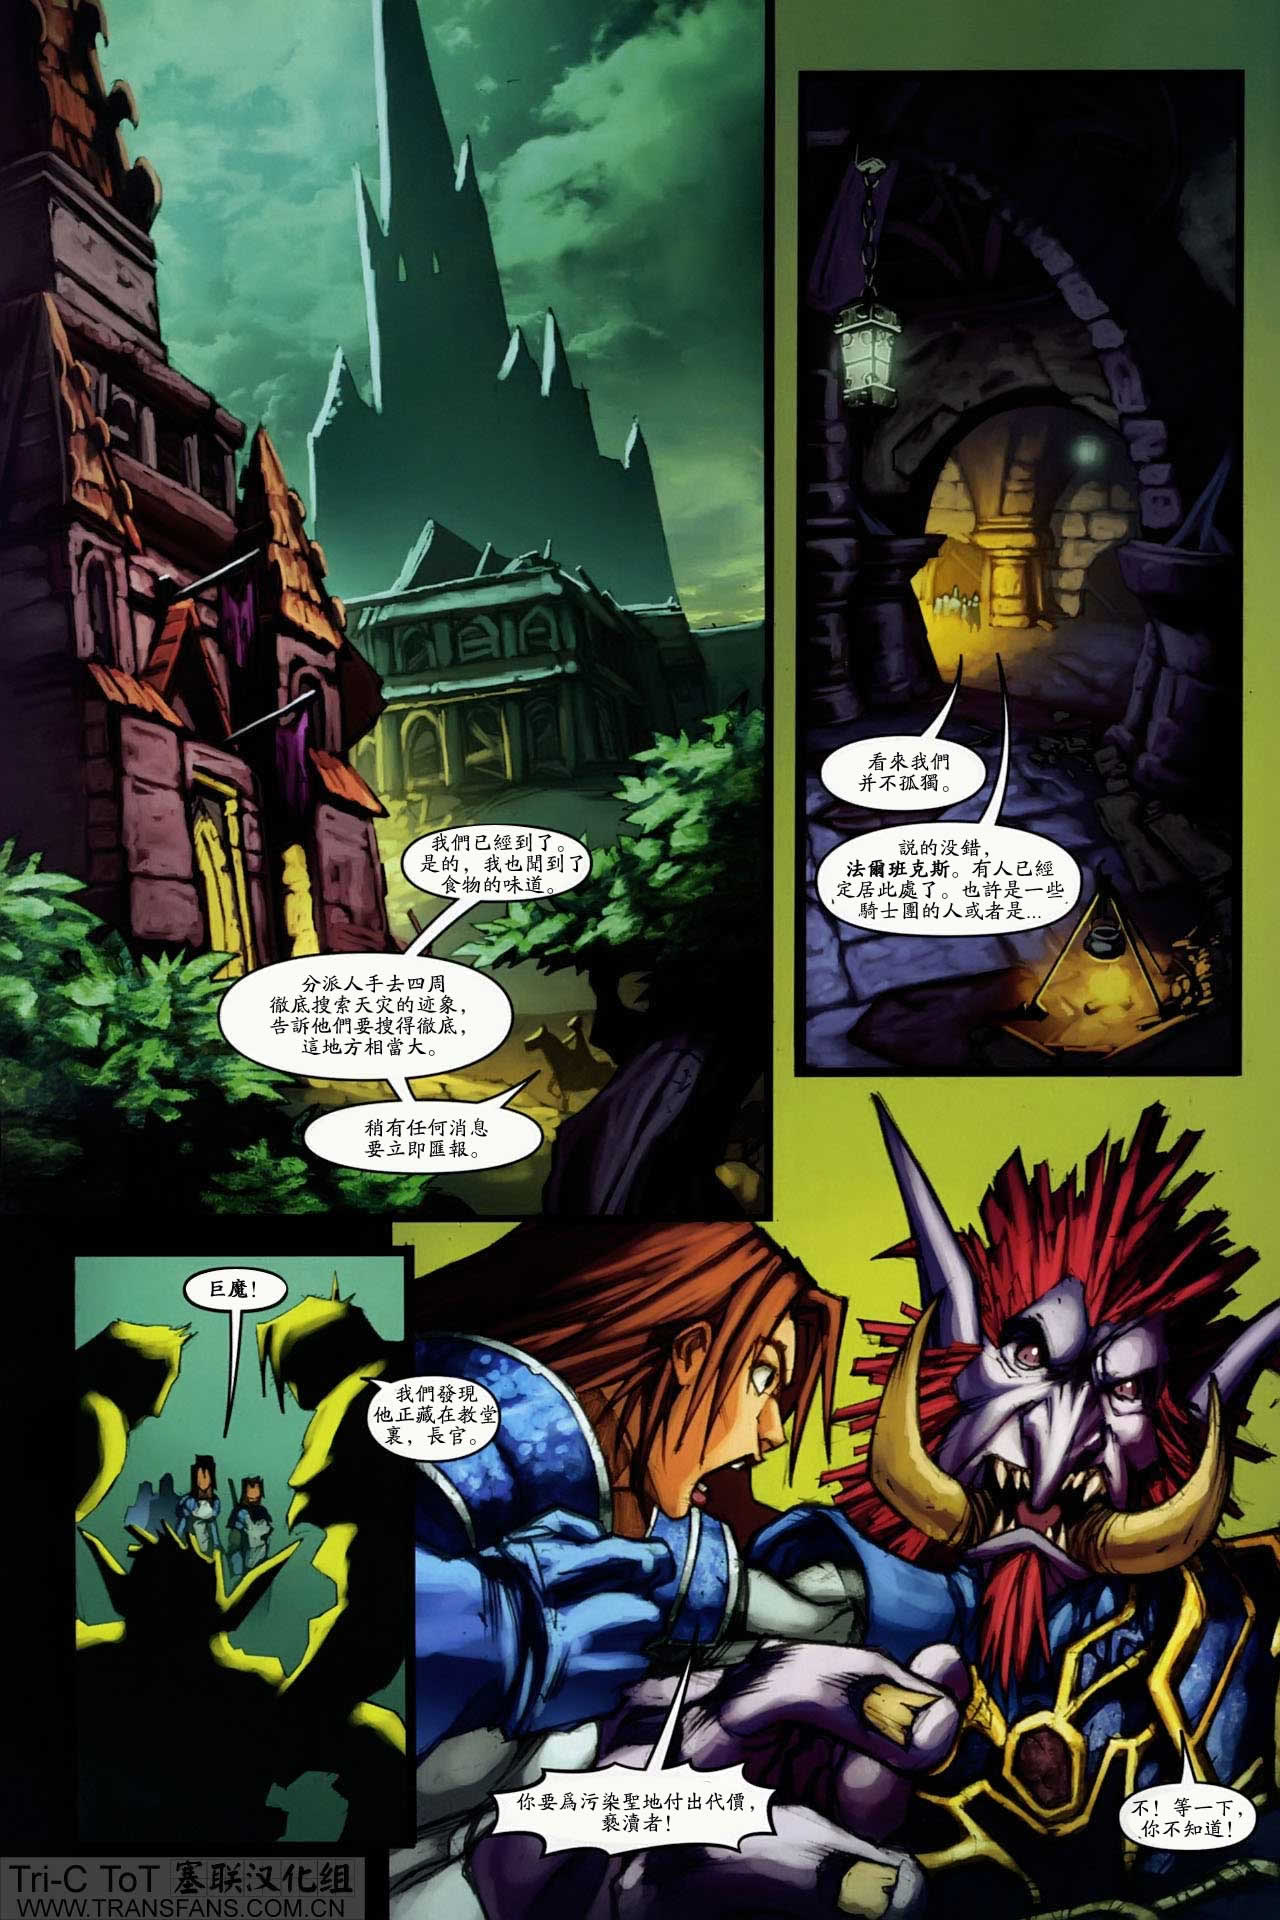 我們已經到了。
是的，我也聞到了
食物的味道。
分派人手去四周
徹底搜索天灾的迹象，
告訴他們要搜得徹底，
這地方相當大。
稍有任何消息
要立即匯報。
看來我們
并不孤獨。
説的没錯，
法爾班克斯。有人已經
定居此處了。也許是一些
騎士團的人或者是...
巨魔！
我們發現
他正藏在教堂
裏，長官。
你要爲污染聖地付出代價，
褻瀆者！
不！等一下，
你不知道！
Tri-C ToT 塞联汉化组
WWW.TRANSFANS.COM.CN